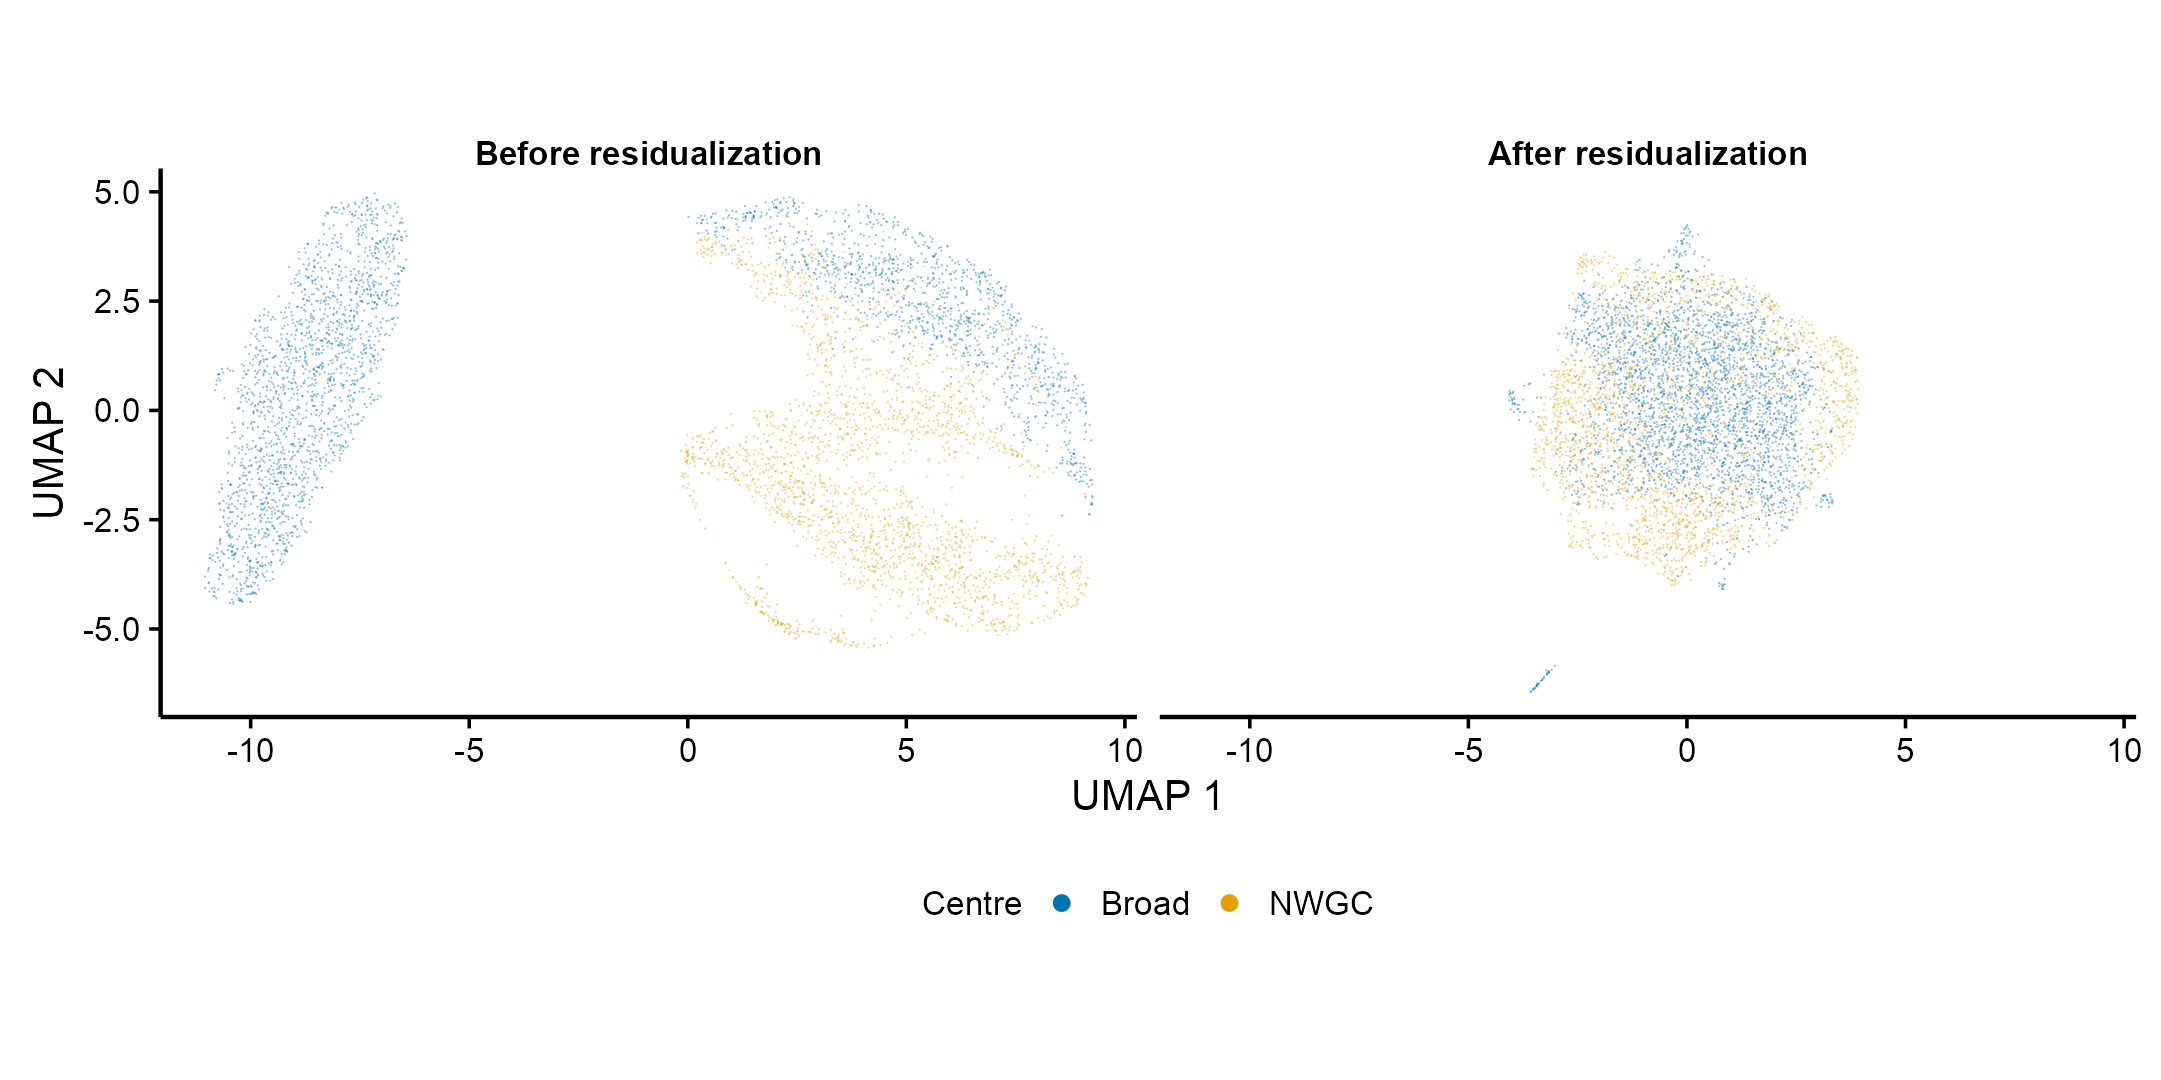 Before residualization
After residualization
5.0
2.5
0.0
-2.5
-5.0
UMAP 2
-10 -5 0 5 10
-10 -5 0 5 10
UMAP 1
Centre Broad NWGC